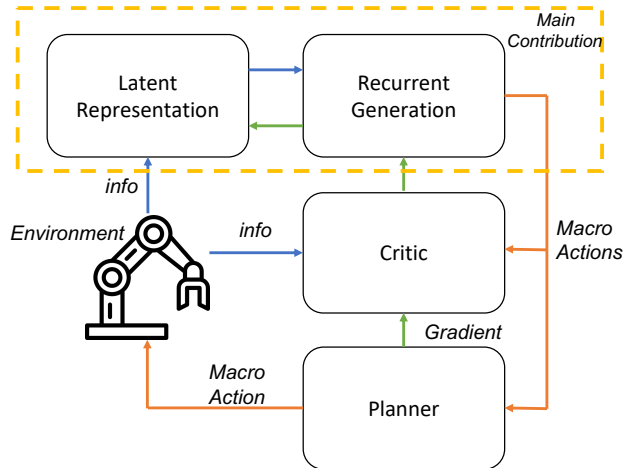 Main
Contribution
Latent
Representation
Recurrent
Generation
info
Environment
info
Critic
Macro
Actions
Gradient
Macro
Action
Planner